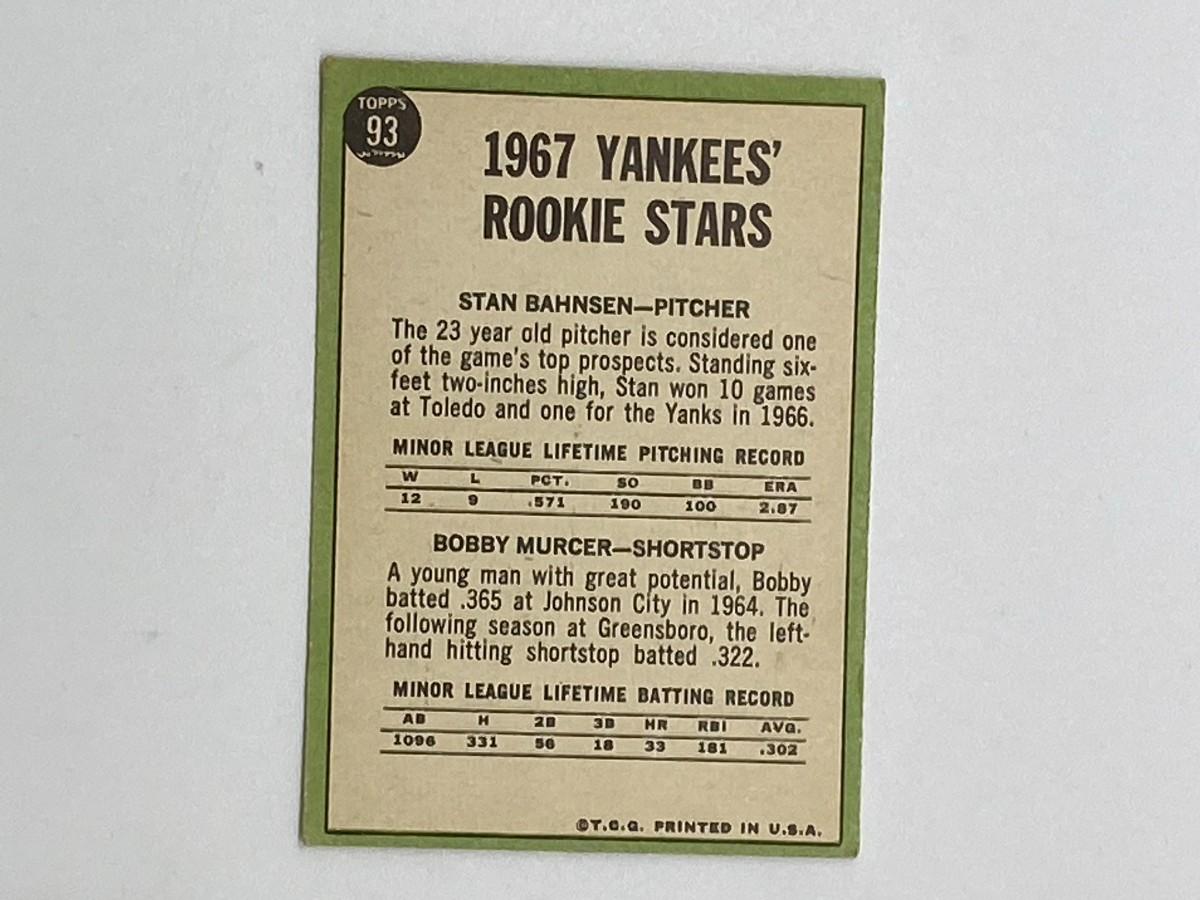 TOPPS
93
1967 YANKEES'
ROOKIE STARS
STAN BAHNSEN—PITCHER
The 23 year old pitcher is considered one
of the game's top prospects. Standing six-
feet two-inches high, Stan won 10 games
at Toledo and one for the Yanks in 1966.
MINOR LEAGUE LIFETIME PITCHING RECORD
W L PCT. SO BB ERA
12 9 .571 190 100 2.87
BOBBY MURCER—SHORTSTOP
A young man with great potential, Bobby
batted .365 at Johnson City in 1964. The
following season at Greensboro, the left-
hand hitting shortstop batted .322.
MINOR LEAGUE LIFETIME BATTING RECORD
AB H 2B 3B HR RBI AVG.
1096 331 56 18 33 181 .302
©T.C.G. PRINTED IN U.S.A.